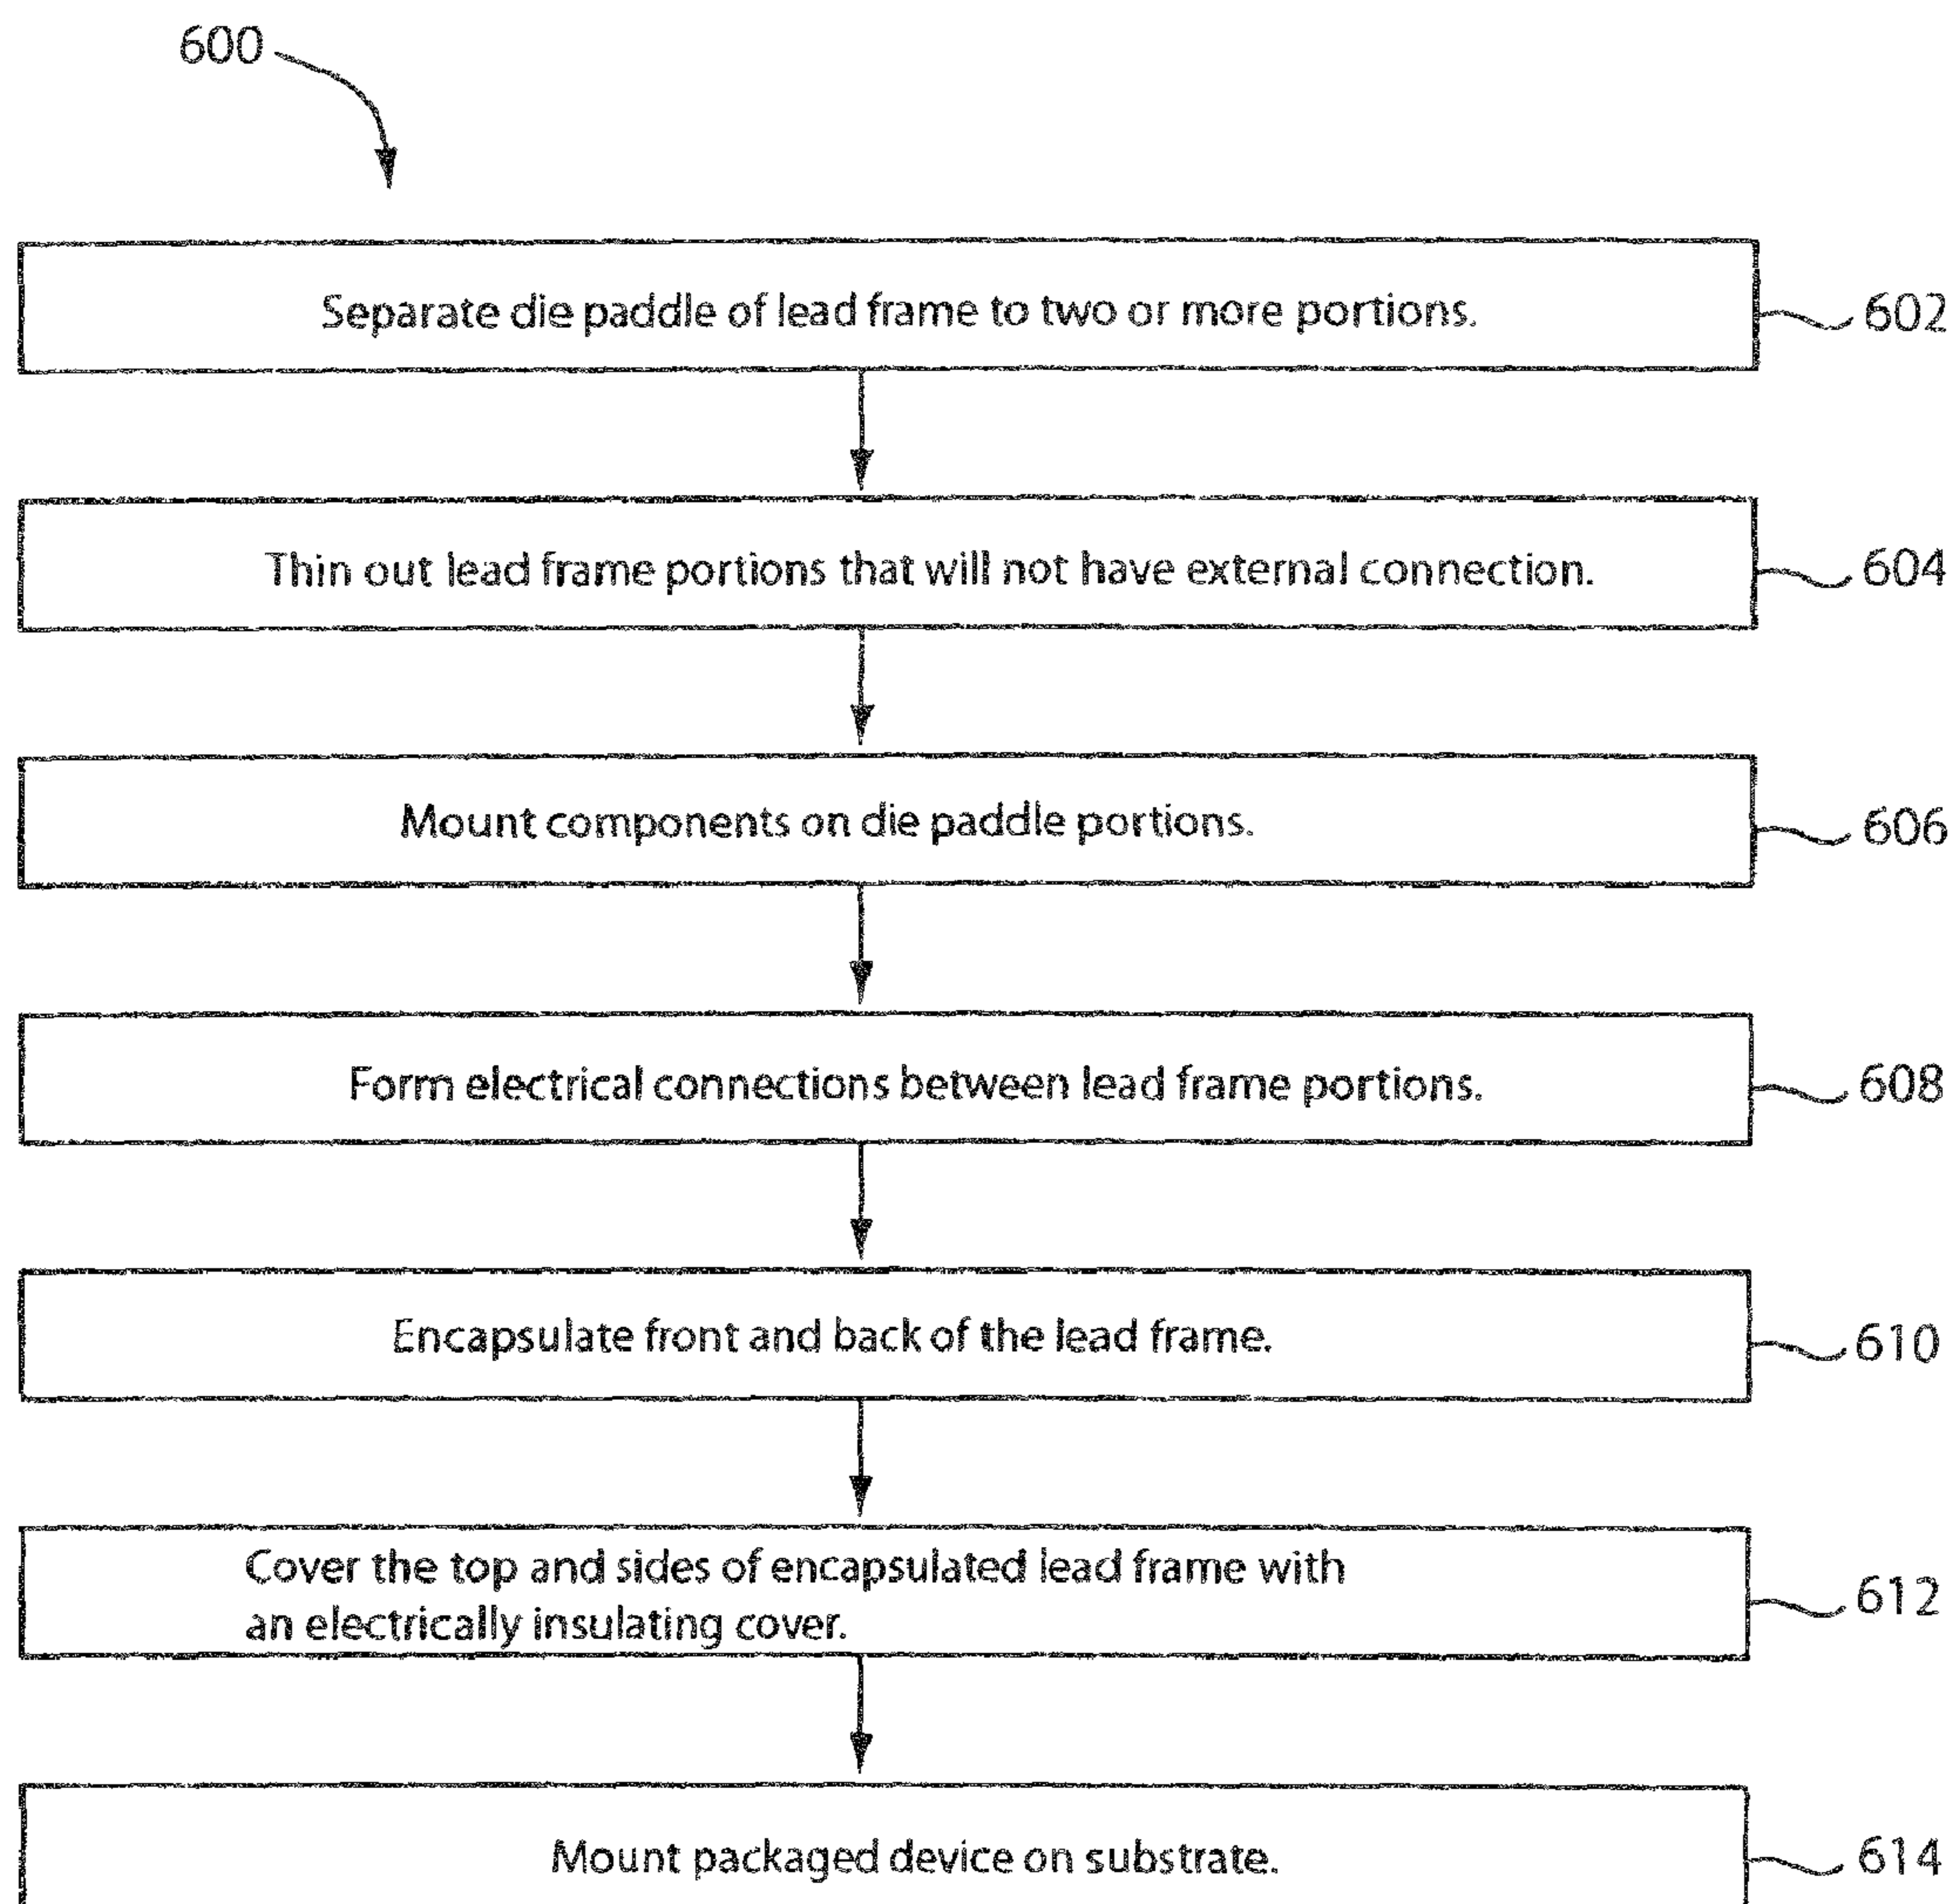 600
Separate die paddle of lead frame to two or more portions.
602
Thin out lead frame portions that will not have external connection.
604
Mount components on die paddle portions.
606
Form electrical connections between lead frame portions.
608
Encapsulate front and back of the lead frame.
610
Cover the top and sides of encapsulated lead frame with
an electrically insulating cover.
612
Mount packaged device on substrate.
614